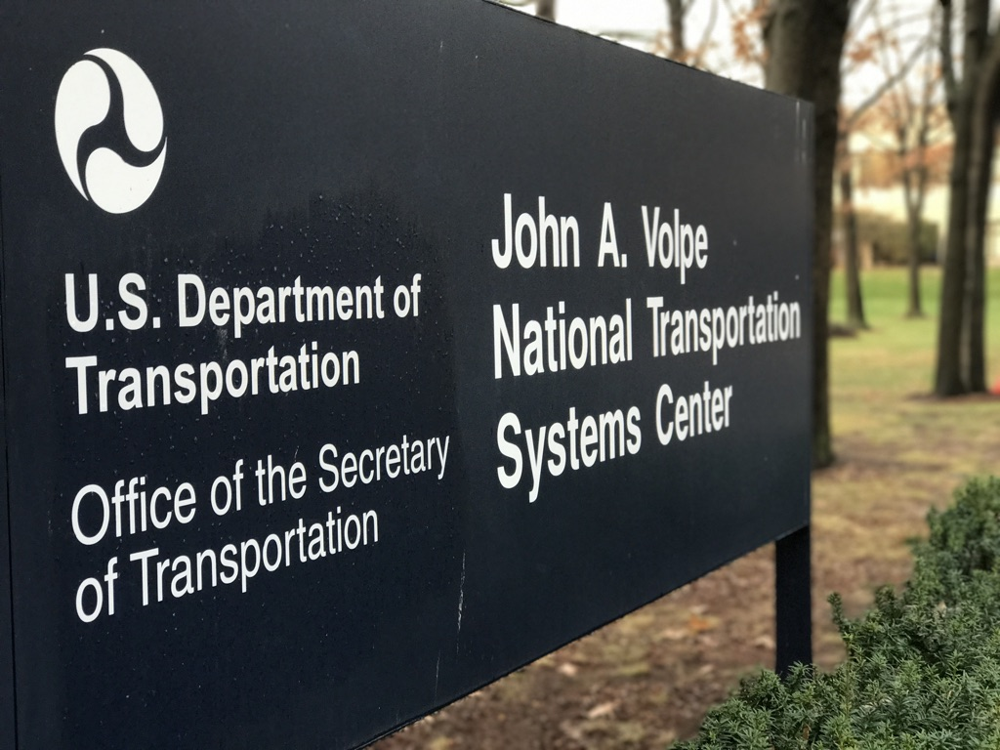 U.S. Department of
Transportation
Office of the Secretary
of Transportation
John A. Volpe
National Transportation
Systems Center